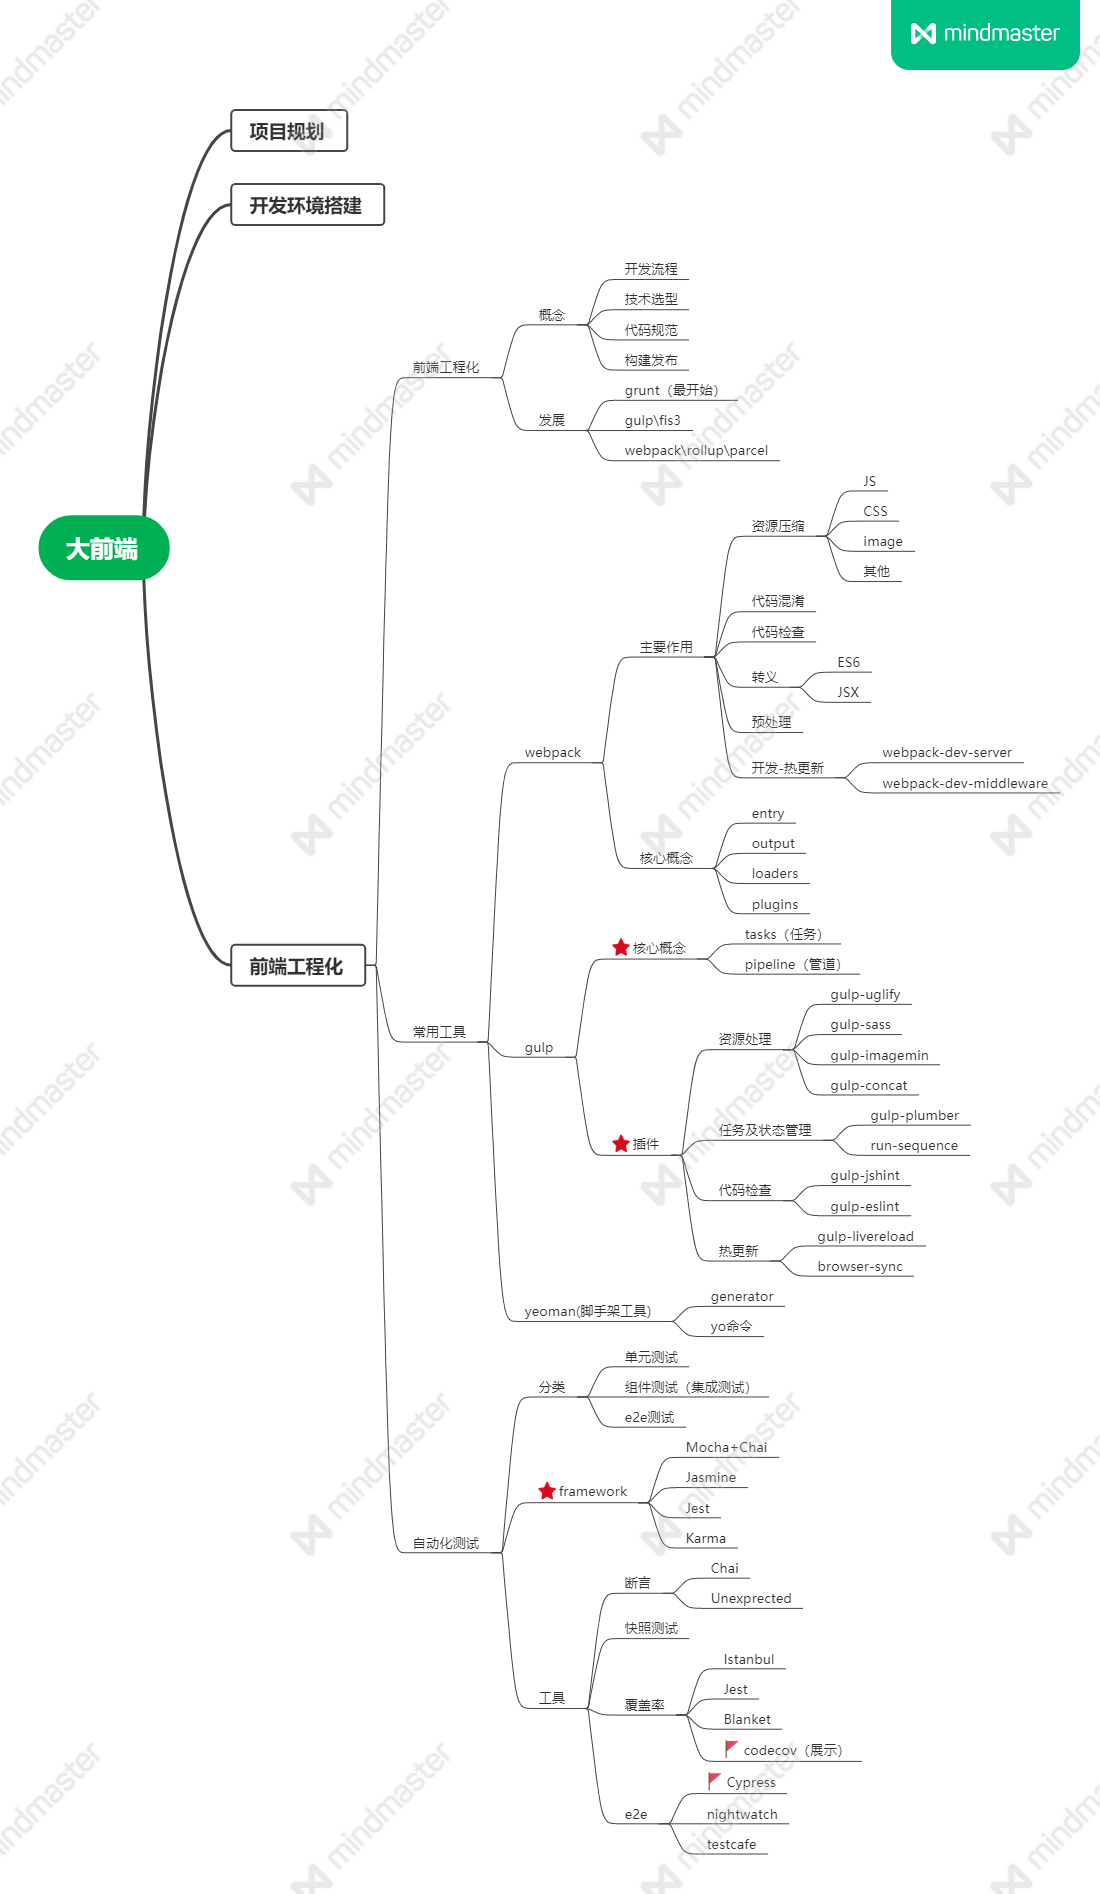 mindmaster
项目规划
开发环境搭建
开发流程
技术选型
概念
代码规范
构建发布
前端工程化
grunt（最开始）
发展
gulp\fis3
webpack\rollup\parcel
JS
CSS
资源压缩
image
其他
大前端
代码混淆
代码检查
主要作用
ES6
转义
JSX
预处理
webpack
webpack-dev-server
开发-热更新
webpack-dev-middleware
entry
output
核心概念
loaders
plugins
tasks（任务）
核心概念
pipeline（管道）
前端工程化
gulp-uglify
gulp-sass
常用工具
资源处理
gulp
gulp-imagemin
gulp-concat
gulp-plumber
任务及状态管理
插件
run-sequence
gulp-jshint
代码检查
gulp-eslint
gulp-livereload
热更新
browser-sync
generator
yeoman(脚手架工具)
yo命令
单元测试
分类
组件测试（集成测试）
e2e测试
Mocha+Chai
Jasmine
framework
Jest
Karma
自动化测试
Chai
断言
Unexprected
快照测试
Istanbul
Jest
工具
覆盖率
Blanket
codecov（展示）
Cypress
e2e
nightwatch
testcafe